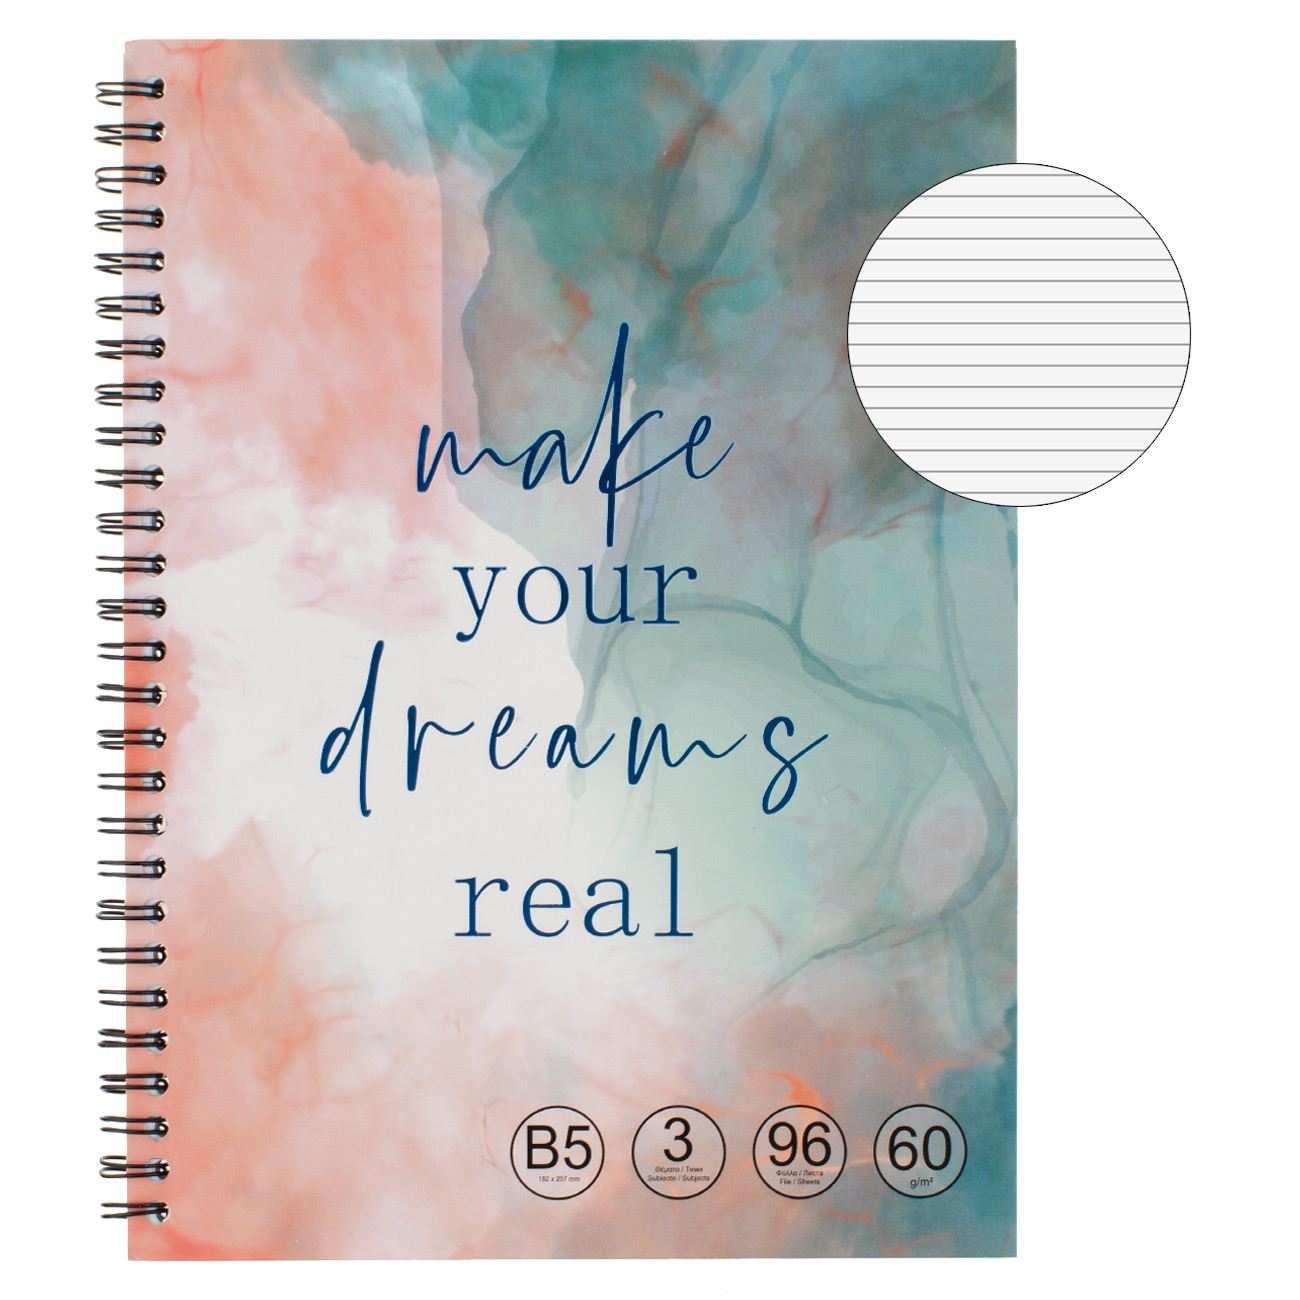 make
your
dreams
real
B5
182 x 257 mm
3
Θέματα / Теми
Subjects / Subjects
96
Φύλλα / Листа
File / Sheets
60
g/m²